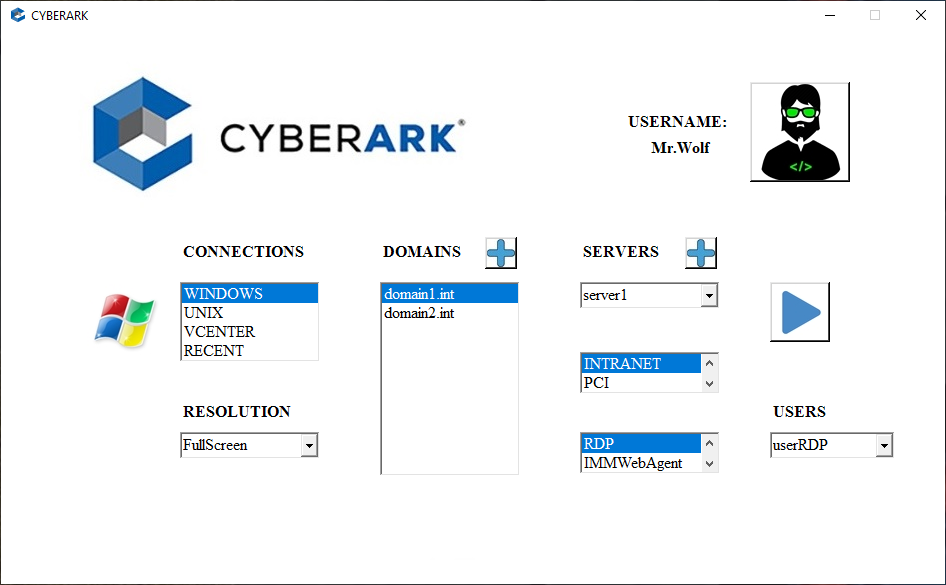 CYBERARK
CYBERARK®
USERNAME:
Mr.Wolf
</>
CONNECTIONS
DOMAINS
SERVERS
WINDOWS
UNIX
VCENTER
RECENT
domain1.int
domain2.int
server1
INTRANET
PCI
RESOLUTION
FullScreen
RDP
IMMWebAgent
USERS
userRDP